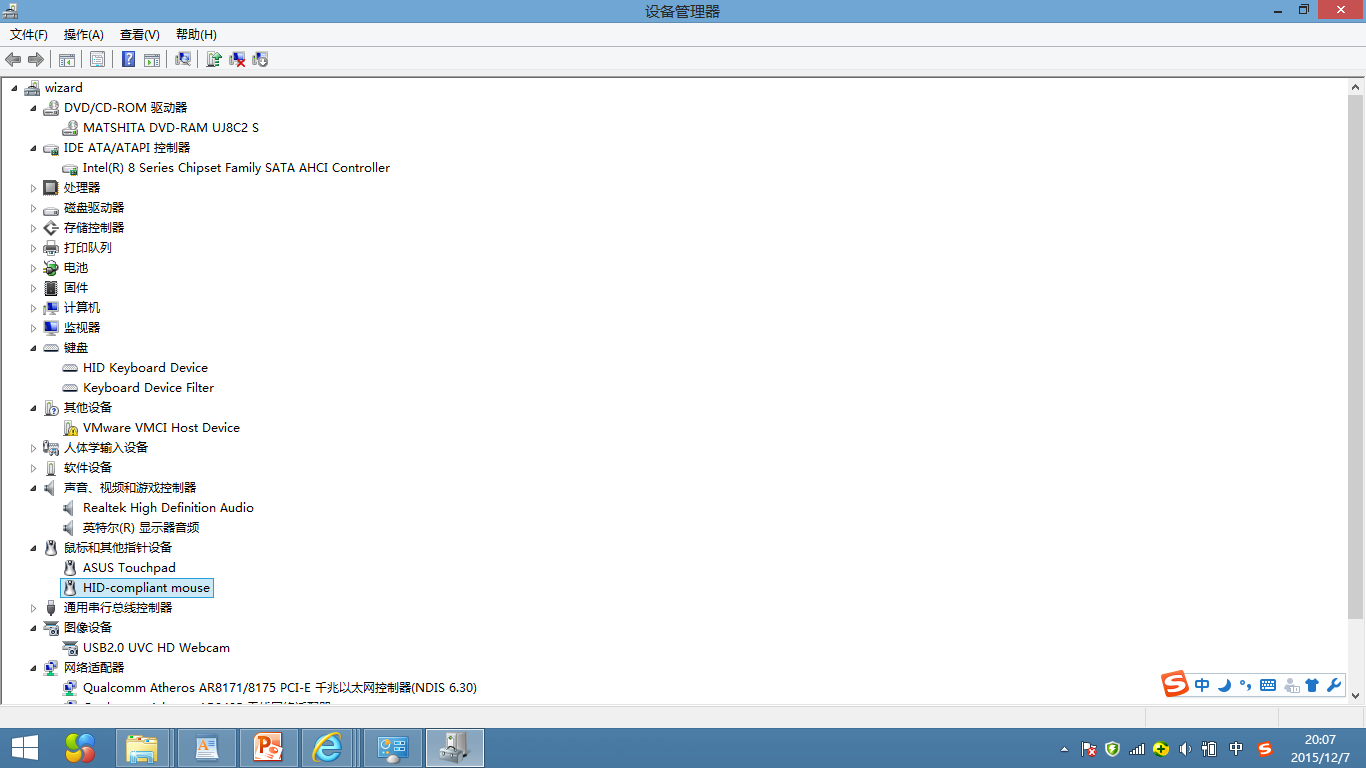 设备管理器
文件(F) 操作(A) 查看(V) 帮助(H)
wizard
DVD/CD-ROM 驱动器
MATSHITA DVD-RAM UJ8C2 S
IDE ATA/ATAPI 控制器
Intel(R) 8 Series Chipset Family SATA AHCI Controller
处理器
磁盘驱动器
存储控制器
打印队列
电池
固件
计算机
监视器
键盘
HID Keyboard Device
Keyboard Device Filter
其他设备
VMware VMCI Host Device
人体学输入设备
软件设备
声音、视频和游戏控制器
Realtek High Definition Audio
英特尔(R) 显示器音频
鼠标和其他指针设备
ASUS Touchpad
HID-compliant mouse
通用串行总线控制器
图像设备
USB2.0 UVC HD Webcam
网络适配器
Qualcomm Atheros AR8171/8175 PCI-E 千兆以太网控制器(NDIS 6.30)
中
中
20:07
2015/12/7